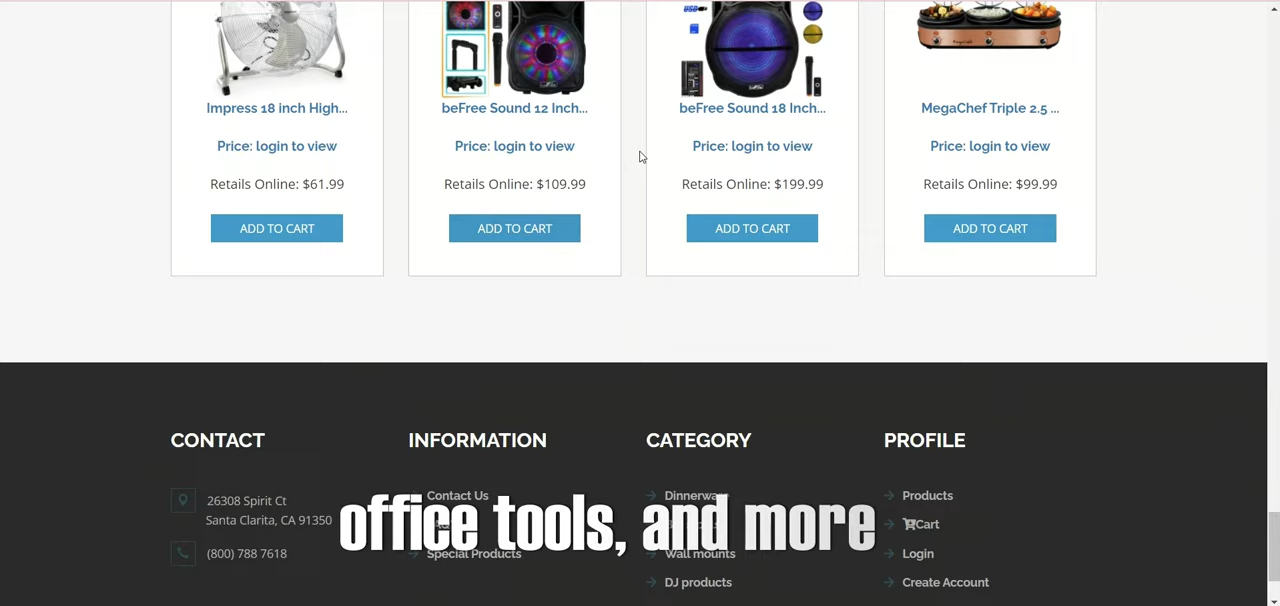 USB
Impress 18 inch High...
beFree Sound 12 Inch...
beFree Sound 18 Inch...
MegaChef Triple 2.5 ...
Price: login to view
Price: login to view
Price: login to view
Price: login to view
Retails Online: $61.99
Retails Online: $109.99
Retails Online: $199.99
Retails Online: $99.99
ADD TO CART
ADD TO CART
ADD TO CART
ADD TO CART
CONTACT
26308 Spirit Ct
Santa Clarita, CA 91350
(800) 788 7618
INFORMATION
Contact Us
Special Products
CATEGORY
Dinnerware
Wall mounts
DJ products
PROFILE
Products
Cart
Login
Create Account
office tools, and more